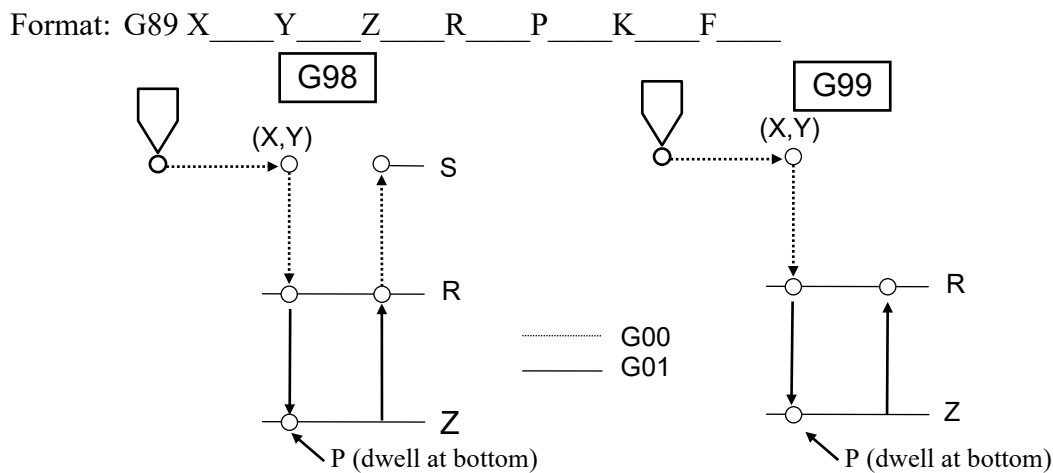 Format: G89 X____Y____Z____R____P____K____F____
G98
G99
(X,Y)
(X,Y)
S
R
R
G00
G01
Z
Z
P (dwell at bottom)
P (dwell at bottom)